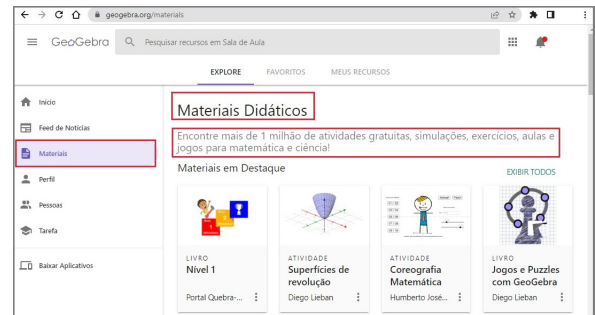 geogebra.org/materials
GeoGebra
Pesquisar recursos em Sala de Aula
EXPLORE FAVORITOS MEUS RECURSOS
Início
Feed de Notícias
Materiais
Perfil
Pessoas
Tarefa
Baixar Aplicativos
Materiais Didáticos
Encontre mais de 1 milhão de atividades gratuitas, simulações, exercícios, aulas e
jogos para matemática e ciência!
Materiais em Destaque
EXIBIR TODOS
LIVRO
Nível 1
Portal Quebra-...
ATIVIDADE
Superfícies de
revolução
Diego Lieban
ATIVIDADE
Coreografia
Matemática
Humberto José...
LIVRO
Jogos e Puzzles
com GeoGebra
Diego Lieban